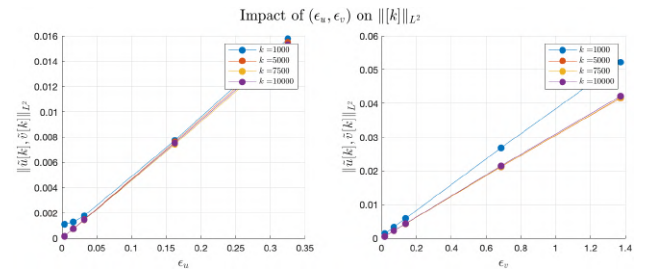 Impact of (ϵ_u, ϵ_v) on ∥[k]∥_{L²}
∥ũ[k], ṽ[k]∥_{L²}
0.016
0.014
0.012
0.01
0.008
0.006
0.004
0.002
0
0 0.05 0.1 0.15 0.2 0.25 0.3 0.35
ϵ_u
k = 1000
k = 5000
k = 7500
k = 10000
∥ũ[k], ṽ[k]∥_{L²}
0.06
0.05
0.04
0.03
0.02
0.01
0
0 0.2 0.4 0.6 0.8 1 1.2 1.4
ϵ_v
k = 1000
k = 5000
k = 7500
k = 10000